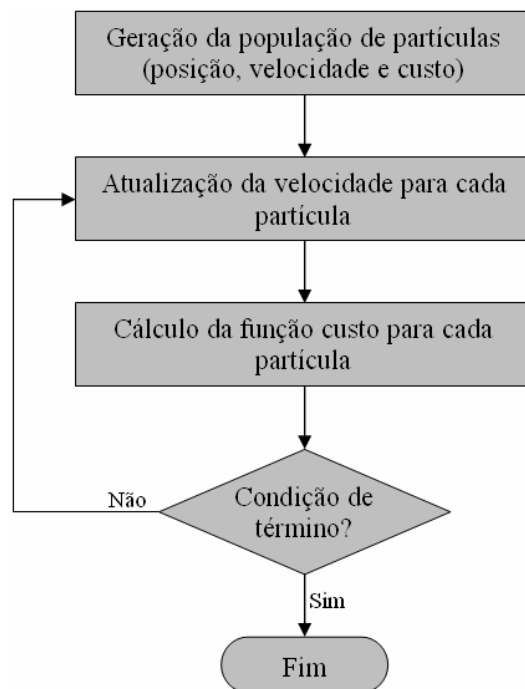 Geração da população de partículas
(posição, velocidade e custo)
Atualização da velocidade para cada
partícula
Cálculo da função custo para cada
partícula
Condição de
término?
Não
Sim
Fim